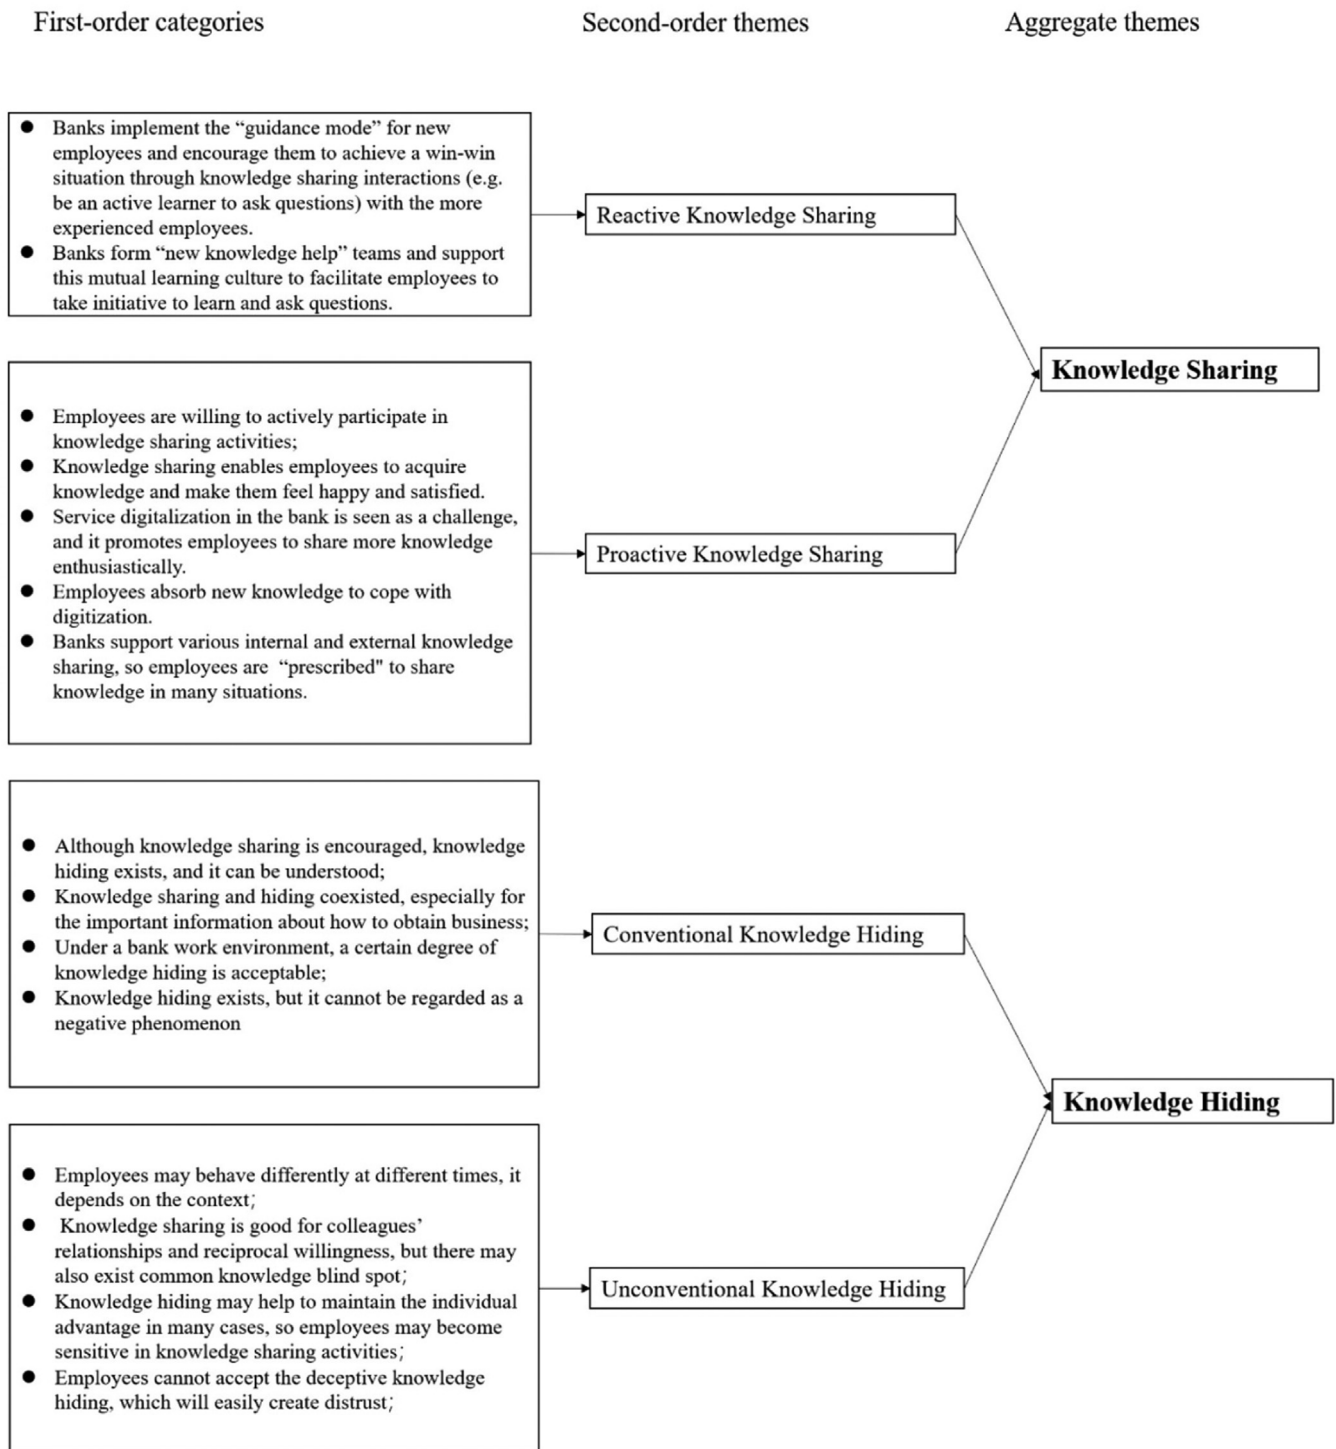 First-order categories
Second-order themes
Aggregate themes
● Banks implement the “guidance mode” for new
employees and encourage them to achieve a win-win
situation through knowledge sharing interactions (e.g.
be an active learner to ask questions) with the more
experienced employees.
● Banks form “new knowledge help” teams and support
this mutual learning culture to facilitate employees to
take initiative to learn and ask questions.
Reactive Knowledge Sharing
Knowledge Sharing
● Employees are willing to actively participate in
knowledge sharing activities;
● Knowledge sharing enables employees to acquire
knowledge and make them feel happy and satisfied.
● Service digitalization in the bank is seen as a challenge,
and it promotes employees to share more knowledge
enthusiastically.
● Employees absorb new knowledge to cope with
digitization.
● Banks support various internal and external knowledge
sharing, so employees are “prescribed" to share
knowledge in many situations.
Proactive Knowledge Sharing
● Although knowledge sharing is encouraged, knowledge
hiding exists, and it can be understood;
● Knowledge sharing and hiding coexisted, especially for
the important information about how to obtain business;
● Under a bank work environment, a certain degree of
knowledge hiding is acceptable;
● Knowledge hiding exists, but it cannot be regarded as a
negative phenomenon
Conventional Knowledge Hiding
Knowledge Hiding
● Employees may behave differently at different times, it
depends on the context;
● Knowledge sharing is good for colleagues’
relationships and reciprocal willingness, but there may
also exist common knowledge blind spot;
● Knowledge hiding may help to maintain the individual
advantage in many cases, so employees may become
sensitive in knowledge sharing activities;
● Employees cannot accept the deceptive knowledge
hiding, which will easily create distrust;
Unconventional Knowledge Hiding